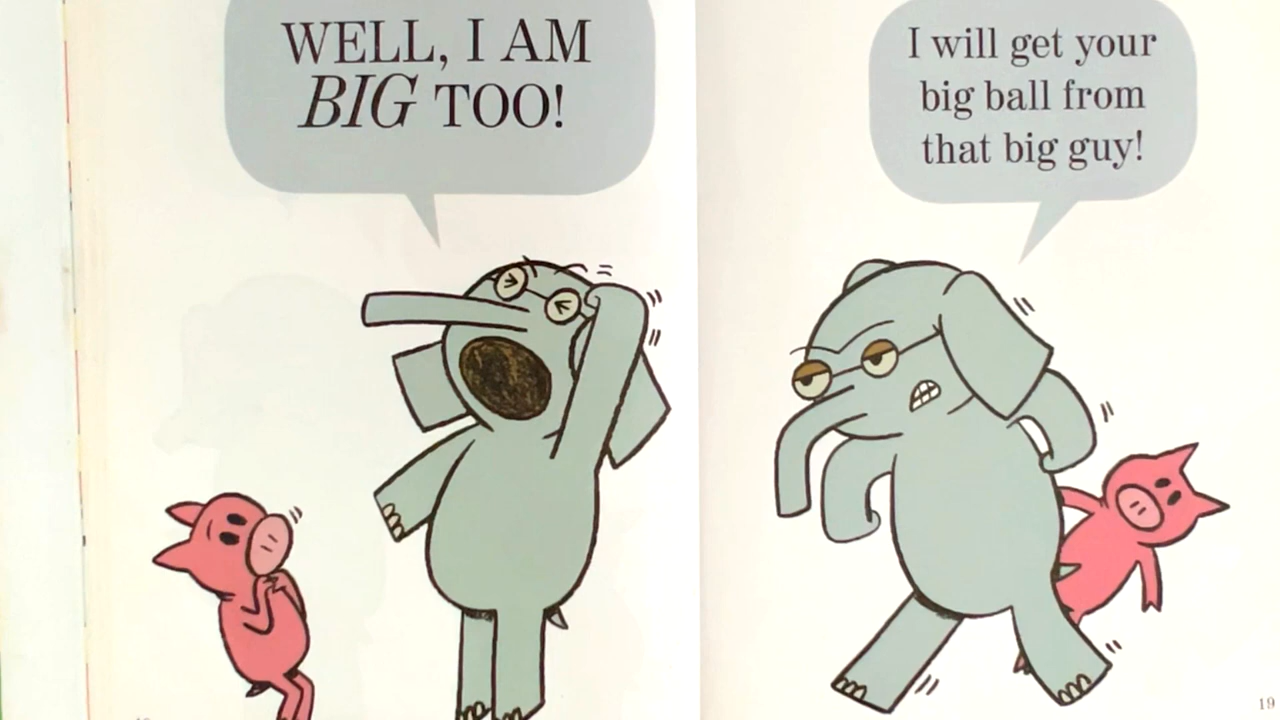 WELL, I AM
BIG TOO!
I will get your
big ball from
that big guy!
19